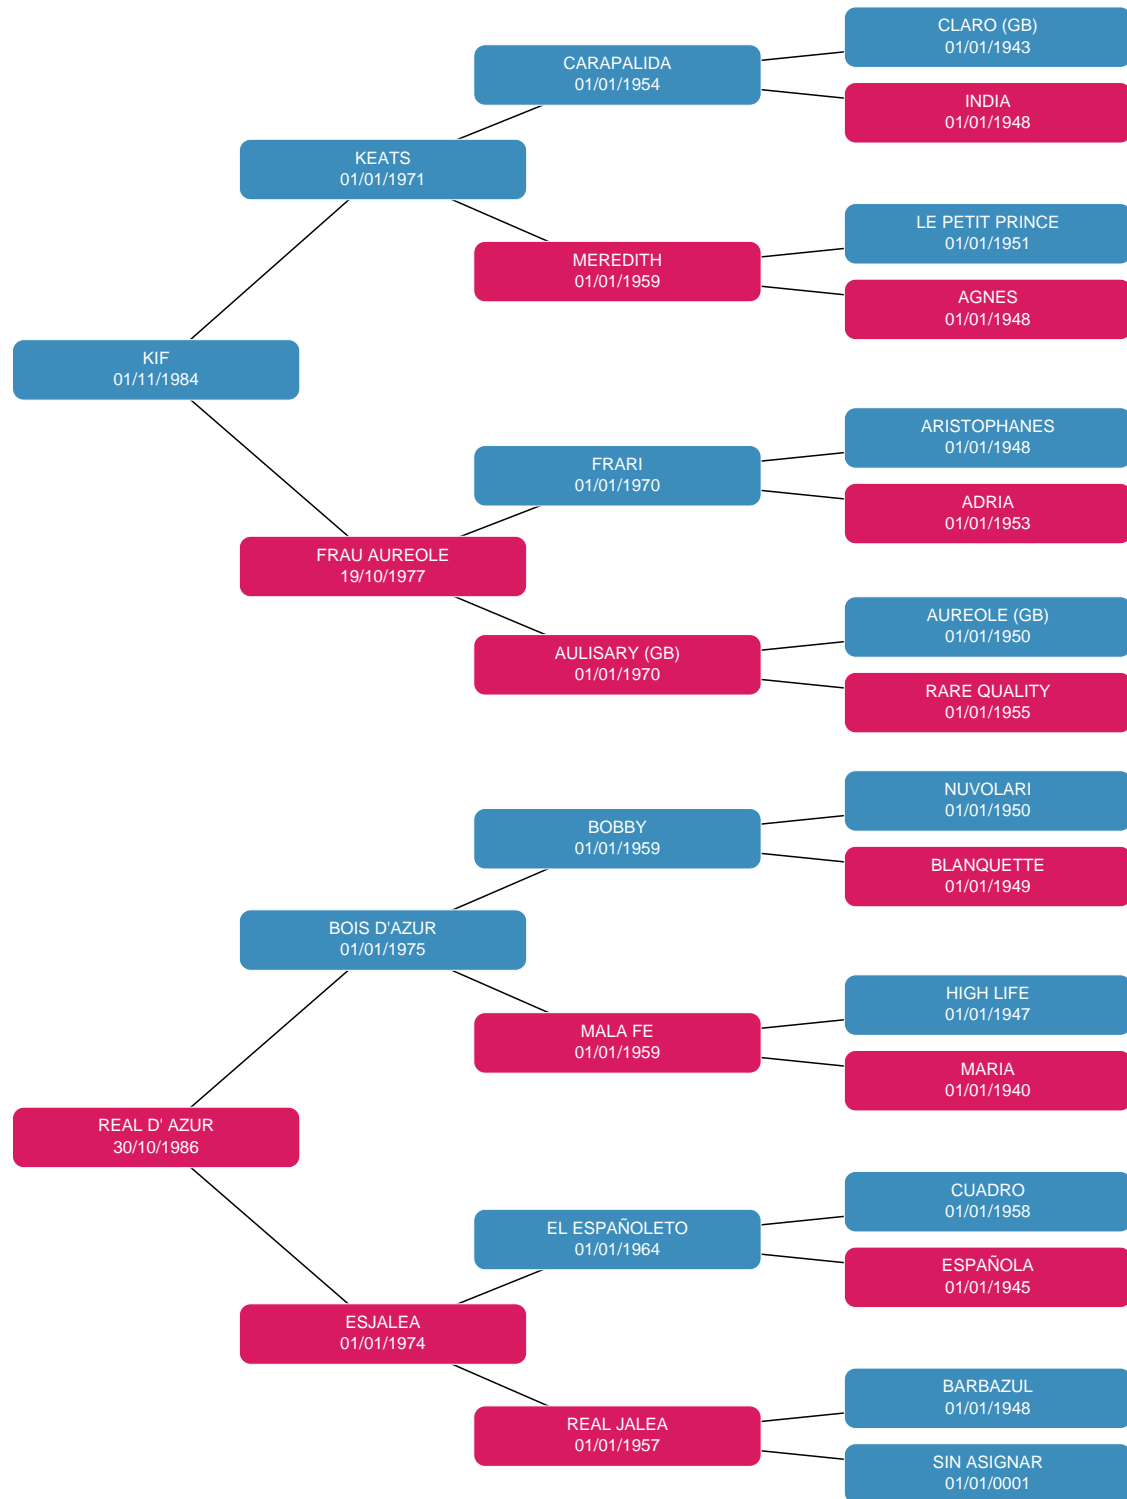 CLARO (GB)
01/01/1943
CARAPALIDA
01/01/1954
INDIA
01/01/1948
KEATS
01/01/1971
LE PETIT PRINCE
01/01/1951
MEREDITH
01/01/1959
AGNES
01/01/1948
KIF
01/11/1984
ARISTOPHANES
01/01/1948
FRARI
01/01/1970
ADRIA
01/01/1953
FRAU AUREOLE
19/10/1977
AUREOLE (GB)
01/01/1950
AULISARY (GB)
01/01/1970
RARE QUALITY
01/01/1955
NUVOLARI
01/01/1950
BOBBY
01/01/1959
BLANQUETTE
01/01/1949
BOIS D'AZUR
01/01/1975
HIGH LIFE
01/01/1947
MALA FE
01/01/1959
MARIA
01/01/1940
REAL D' AZUR
30/10/1986
CUADRO
01/01/1958
EL ESPAÑOLETO
01/01/1964
ESPAÑOLA
01/01/1945
ESJALEA
01/01/1974
BARBAZUL
01/01/1948
REAL JALEA
01/01/1957
SIN ASIGNAR
01/01/0001